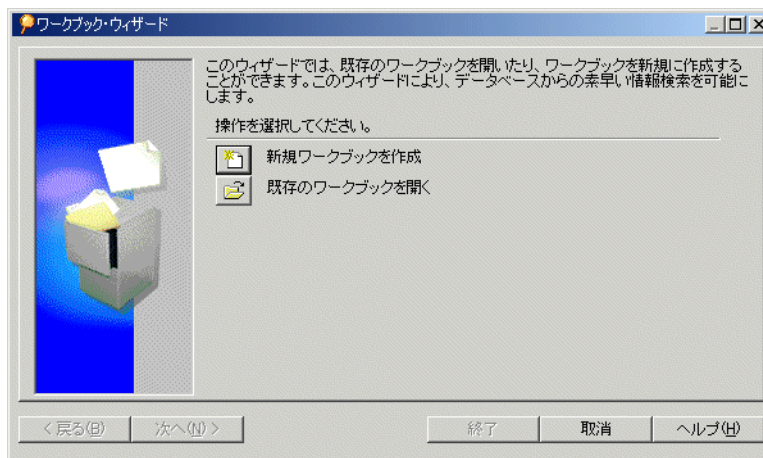 ワークブック・ウィザード
このウィザードでは、既存のワークブックを開いたり、ワークブックを新規に作成する
ことができます。このウィザードにより、データベースからの素早い情報検索を可能に
します。
操作を選択してください。
新規ワークブックを作成
既存のワークブックを開く
< 戻る(B) 次へ(N) > 終了 取消 ヘルプ(H)